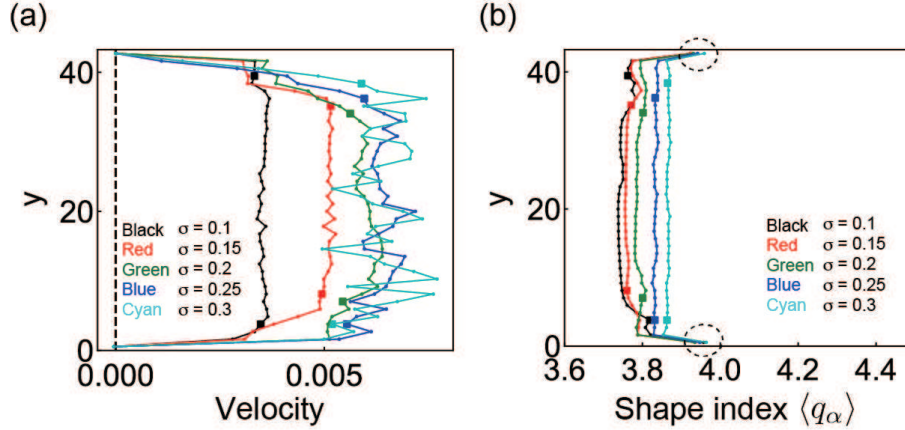 (a)
y
40
20
0
Black σ = 0.1
Red σ = 0.15
Green σ = 0.2
Blue σ = 0.25
Cyan σ = 0.3
0.000 0.005
Velocity
(b)
y
40
20
0
Black σ = 0.1
Red σ = 0.15
Green σ = 0.2
Blue σ = 0.25
Cyan σ = 0.3
3.6 3.8 4.0 4.2 4.4
Shape index ⟨qα⟩